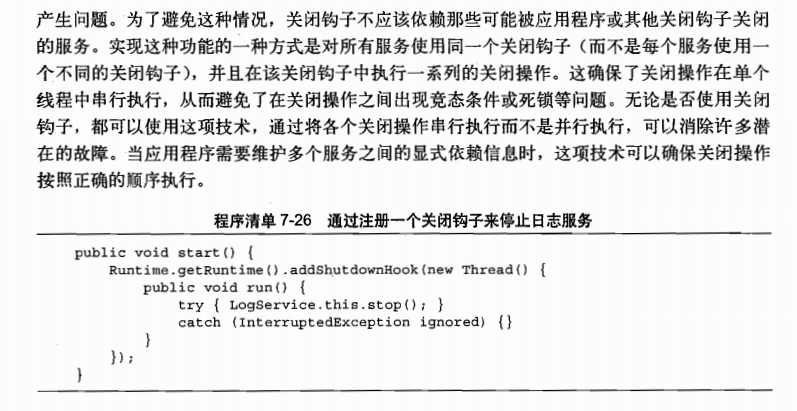 产生问题。为了避免这种情况，关闭钩子不应该依赖那些可能被应用程序或其他关闭钩子关闭
的服务。实现这种功能的一种方式是对所有服务使用同一个关闭钩子（而不是每个服务使用一
个不同的关闭钩子），并且在该关闭钩子中执行一系列的关闭操作。这确保了关闭操作在单个
线程中串行执行，从而避免了在关闭操作之间出现竞态条件或死锁等问题。无论是否使用关闭
钩子，都可以使用这项技术，通过将各个关闭操作串行执行而不是并行执行，可以消除许多潜
在的故障。当应用程序需要维护多个服务之间的显式依赖信息时，这项技术可以确保关闭操作
按照正确的顺序执行。
程序清单 7-26 通过注册一个关闭钩子来停止日志服务
public void start() {
    Runtime.getRuntime().addShutdownHook(new Thread() {
        public void run() {
            try { LogService.this.stop(); }
            catch (InterruptedException ignored) {}
        }
    });
}